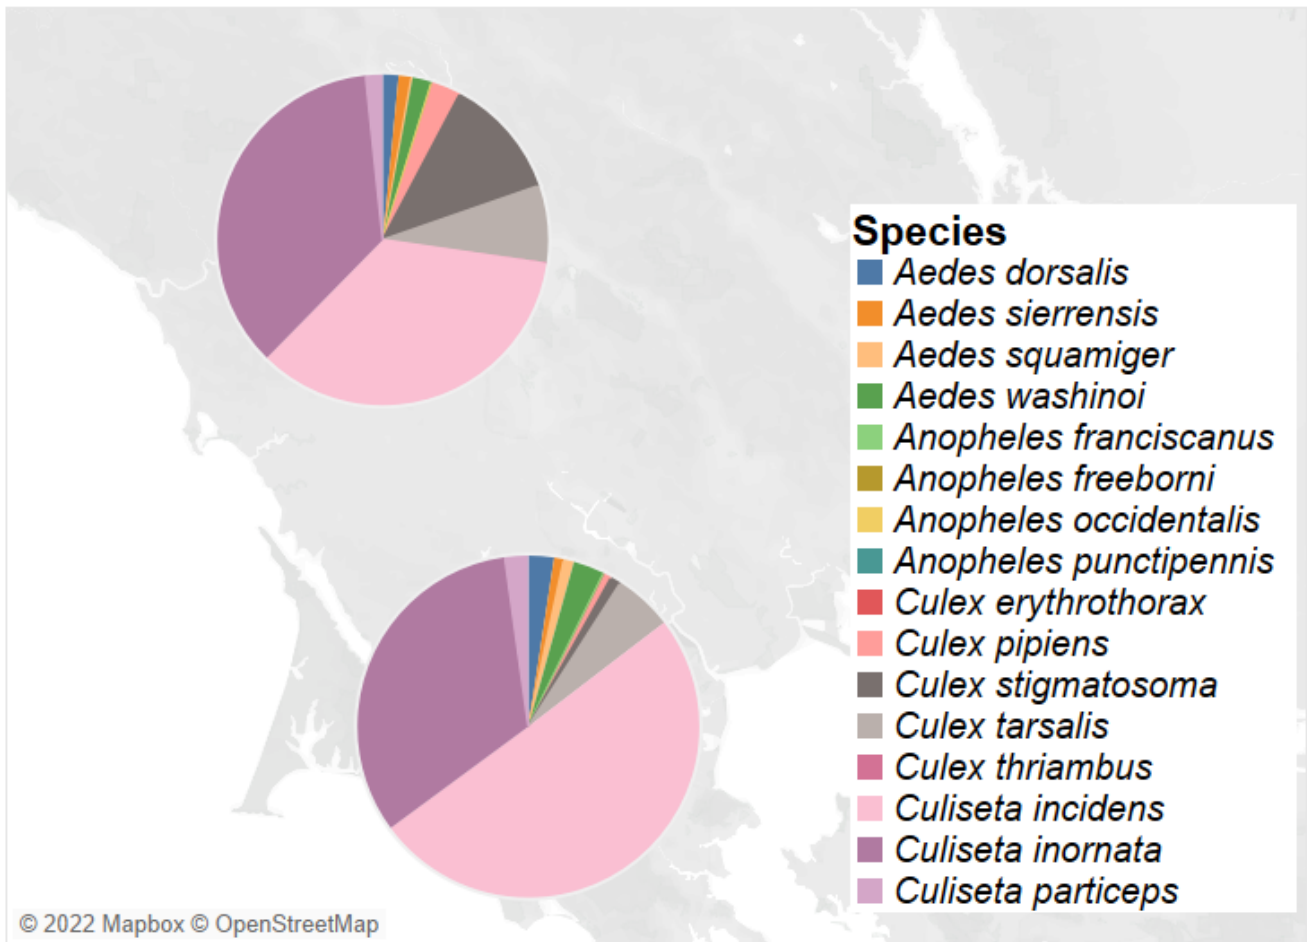 Species
Aedes dorsalis
Aedes sierrensis
Aedes squamiger
Aedes washinoi
Anopheles franciscanus
Anopheles freeborni
Anopheles occidentalis
Anopheles punctipennis
Culex erythrothorax
Culex pipiens
Culex stigmatosoma
Culex tarsalis
Culex thriambus
Culiseta incidens
Culiseta inornata
Culiseta particeps
© 2022 Mapbox © OpenStreetMap